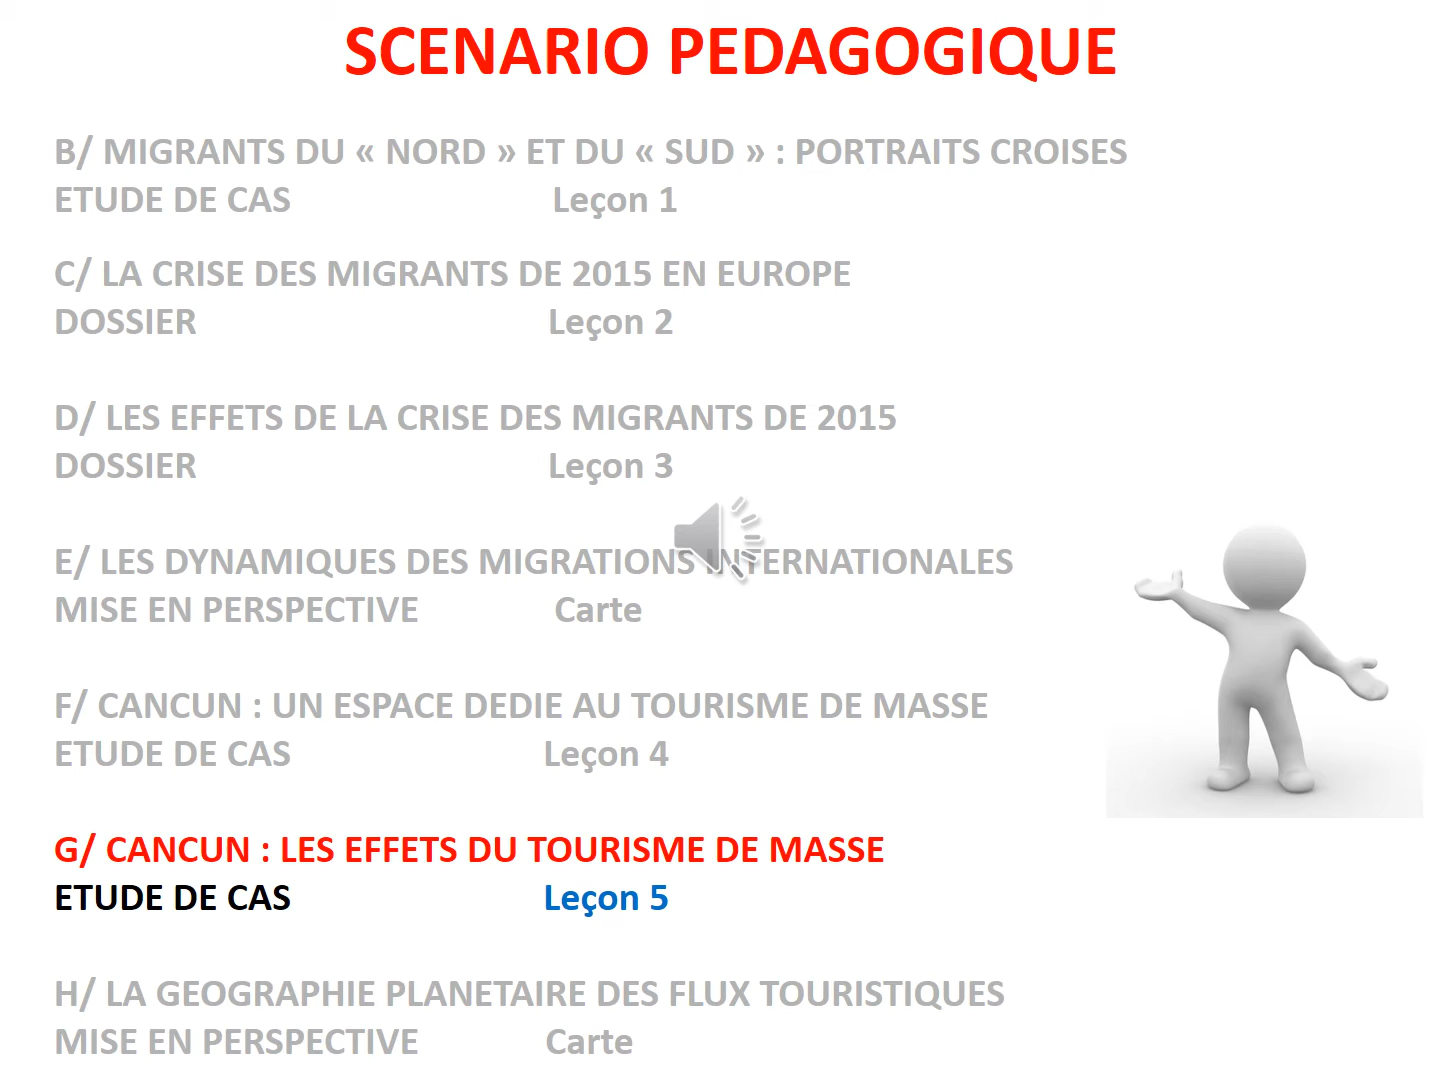 SCENARIO PEDAGOGIQUE
B/ MIGRANTS DU « NORD » ET DU « SUD » : PORTRAITS CROISES
ETUDE DE CAS Leçon 1
C/ LA CRISE DES MIGRANTS DE 2015 EN EUROPE
DOSSIER Leçon 2
D/ LES EFFETS DE LA CRISE DES MIGRANTS DE 2015
DOSSIER Leçon 3
E/ LES DYNAMIQUES DES MIGRATIONS INTERNATIONALES
MISE EN PERSPECTIVE Carte
F/ CANCUN : UN ESPACE DEDIE AU TOURISME DE MASSE
ETUDE DE CAS Leçon 4
G/ CANCUN : LES EFFETS DU TOURISME DE MASSE
ETUDE DE CAS Leçon 5
H/ LA GEOGRAPHIE PLANETAIRE DES FLUX TOURISTIQUES
MISE EN PERSPECTIVE Carte